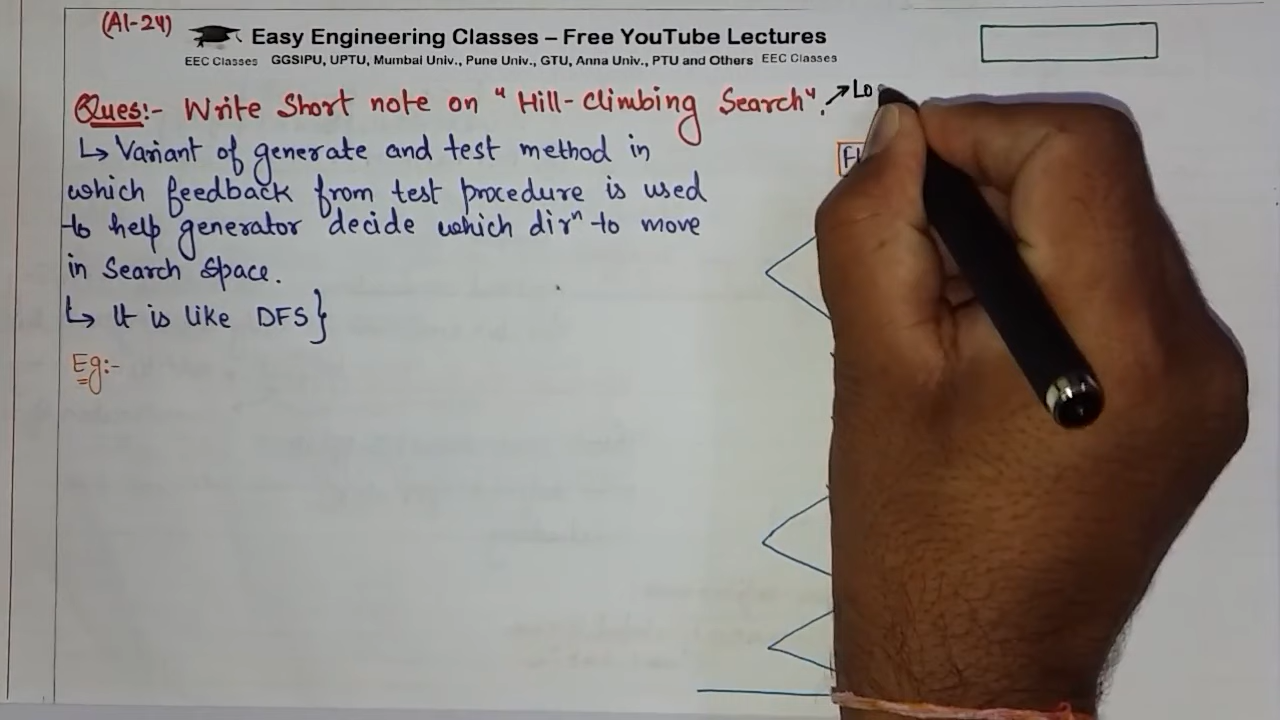 (AI-24)
Easy Engineering Classes – Free YouTube Lectures
EEC Classes GGSIPU, UPTU, Mumbai Univ., Pune Univ., GTU, Anna Univ., PTU and Others EEC Classes
Ques:- Write Short note on "Hill-Climbing Search". →Lo
↳ Variant of generate and test method in
which feedback from test procedure is used
to help generator decide which dirⁿ to move
in Search Space.
↳ It is like DFS}
Eg:-